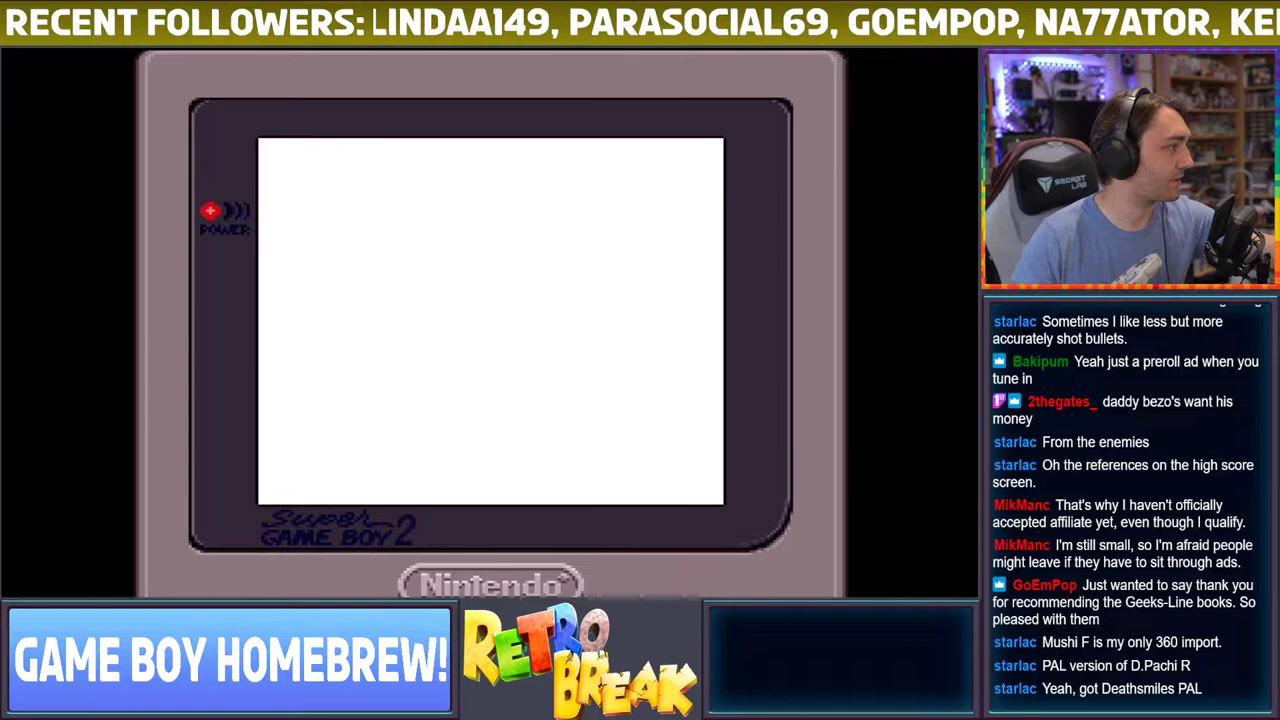 RECENT FOLLOWERS: LINDAA149, PARASOCIAL69, GOEMPOP, NA77ATOR, KE
SECRET
LAB
POWER
starlac Sometimes I like less but more
accurately shot bullets.
Bakipum Yeah just a preroll ad when you
tune in
2thegates_ daddy bezo's want his
money
starlac From the enemies
starlac Oh the references on the high score
screen.
MikManc That's why I haven't officially
accepted affiliate yet, even though I qualify.
MikManc I'm still small, so I'm afraid people
might leave if they have to sit through ads.
GoEmPop Just wanted to say thank you
for recommending the Geeks-Line books. So
pleased with them
starlac Mushi F is my only 360 import.
starlac PAL version of D.Pachi R
starlac Yeah, got Deathsmiles PAL
Super
GAME BOY 2
Nintendo
GAME BOY HOMEBREW!
RETRO
BREAK